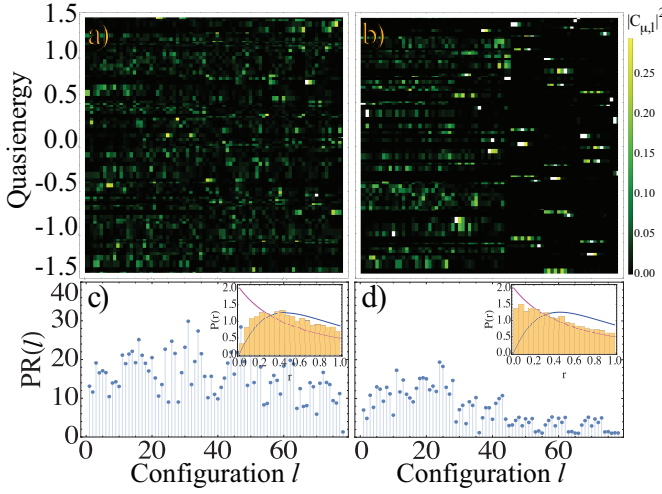 1.5
1.0
0.5
0.0
-0.5
-1.0
-1.5
Quasienergy
a)
b)
|C_{μ,l}|²
0.25
0.20
0.15
0.10
0.05
0.00
c)
40
30
20
10
0
PR(l)
0 20 40 60
Configuration l
2.0
1.5
1.0
0.5
0
P(r)
0.0 0.2 0.4 0.6 0.8 1.0
r
d)
0 20 40 60
Configuration l
2.0
1.5
1.0
0.5
0
P(r)
0.0 0.2 0.4 0.6 0.8 1.0
r